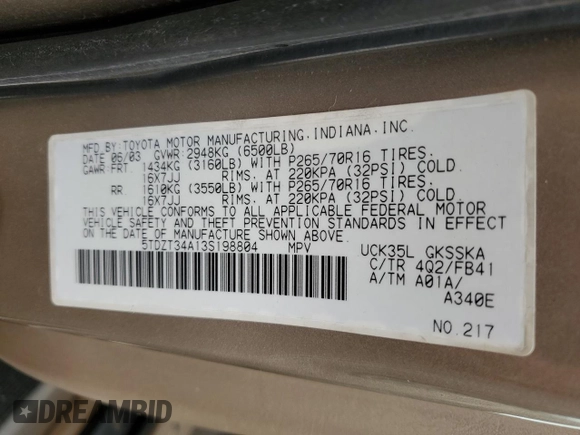 MFD.BY:TOYOTA MOTOR MANUFACTURING,INDIANA,INC.
DATE 06/03 GVWR 2948KG (6500LB)
GAWR FRT 1434KG (3160LB) WITH P265/70R16 TIRES.
16X7JJ RIMS. AT 220KPA (32PSI) COLD.
RR 1610KG (3550LB) WITH P265/70R16 TIRES.
16X7JJ RIMS. AT 220KPA (32PSI) COLD.
THIS VEHICLE CONFORMS TO ALL APPLICABLE FEDERAL MOTOR
VEHICLE SAFETY AND THEFT PREVENTION STANDARDS IN EFFECT
ON THE DATE OF MANUFACTURE SHOWN ABOVE.
5TDZT34A13S198804 MPV UCK35L GKSSKA
C/TR 4Q2/FB41
A/TM A01A/
A340E
NO.217
DREAMBID